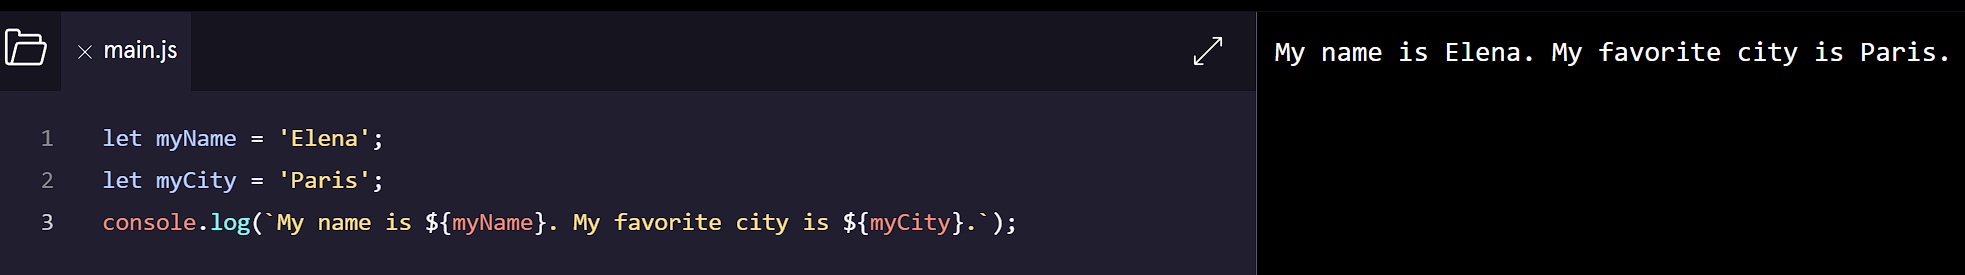 main.js
My name is Elena. My favorite city is Paris.
1 let myName = 'Elena';
2 let myCity = 'Paris';
3 console.log(`My name is ${myName}. My favorite city is ${myCity}.`);